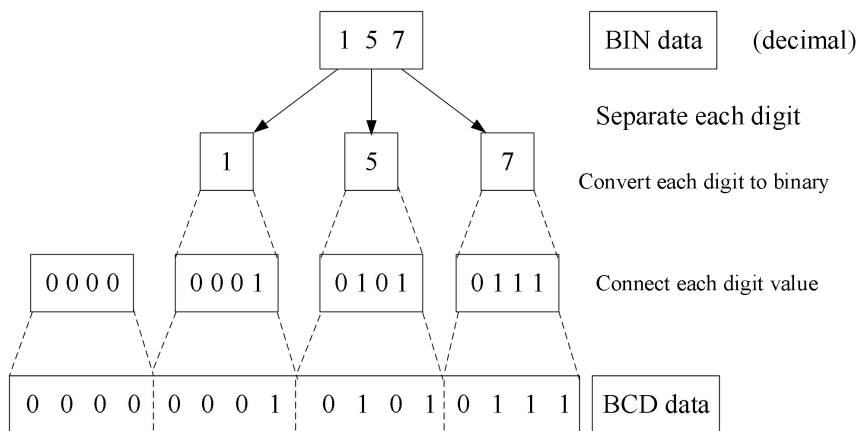 1 5 7
BIN data (decimal)
Separate each digit
1 5 7
Convert each digit to binary
0 0 0 0 0 0 0 1 0 1 0 1 0 1 1 1
Connect each digit value
0 0 0 0 0 0 0 1 0 1 0 1 0 1 1 1
BCD data